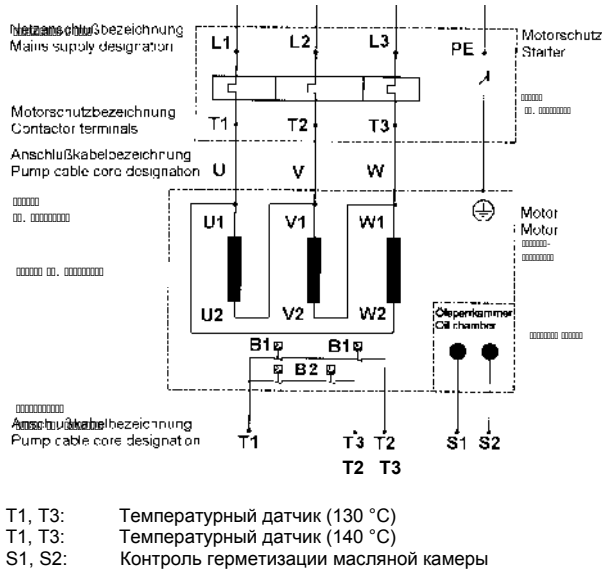 Netzanschlußbezeichnung
Mains supply designation
L1 L2 L3 PE
Motorschutz
Starter
Motorschutzbezeichnung
Contactor terminals
T1 T2 T3
Anschlußkabelbezeichnung
Pump cable core designation
U V W
Motor
Motor
U1 V1 W1
U2 V2 W2
Ölsperrkammer
Oil chamber
B1 B1
B2
Anschlußkabelbezeichnung
Pump cable core designation
T1 T3 T2 S1 S2
T2 T3
T1, T3: Температурный датчик (130 °C)
T1, T3: Температурный датчик (140 °C)
S1, S2: Контроль герметизации масляной камеры